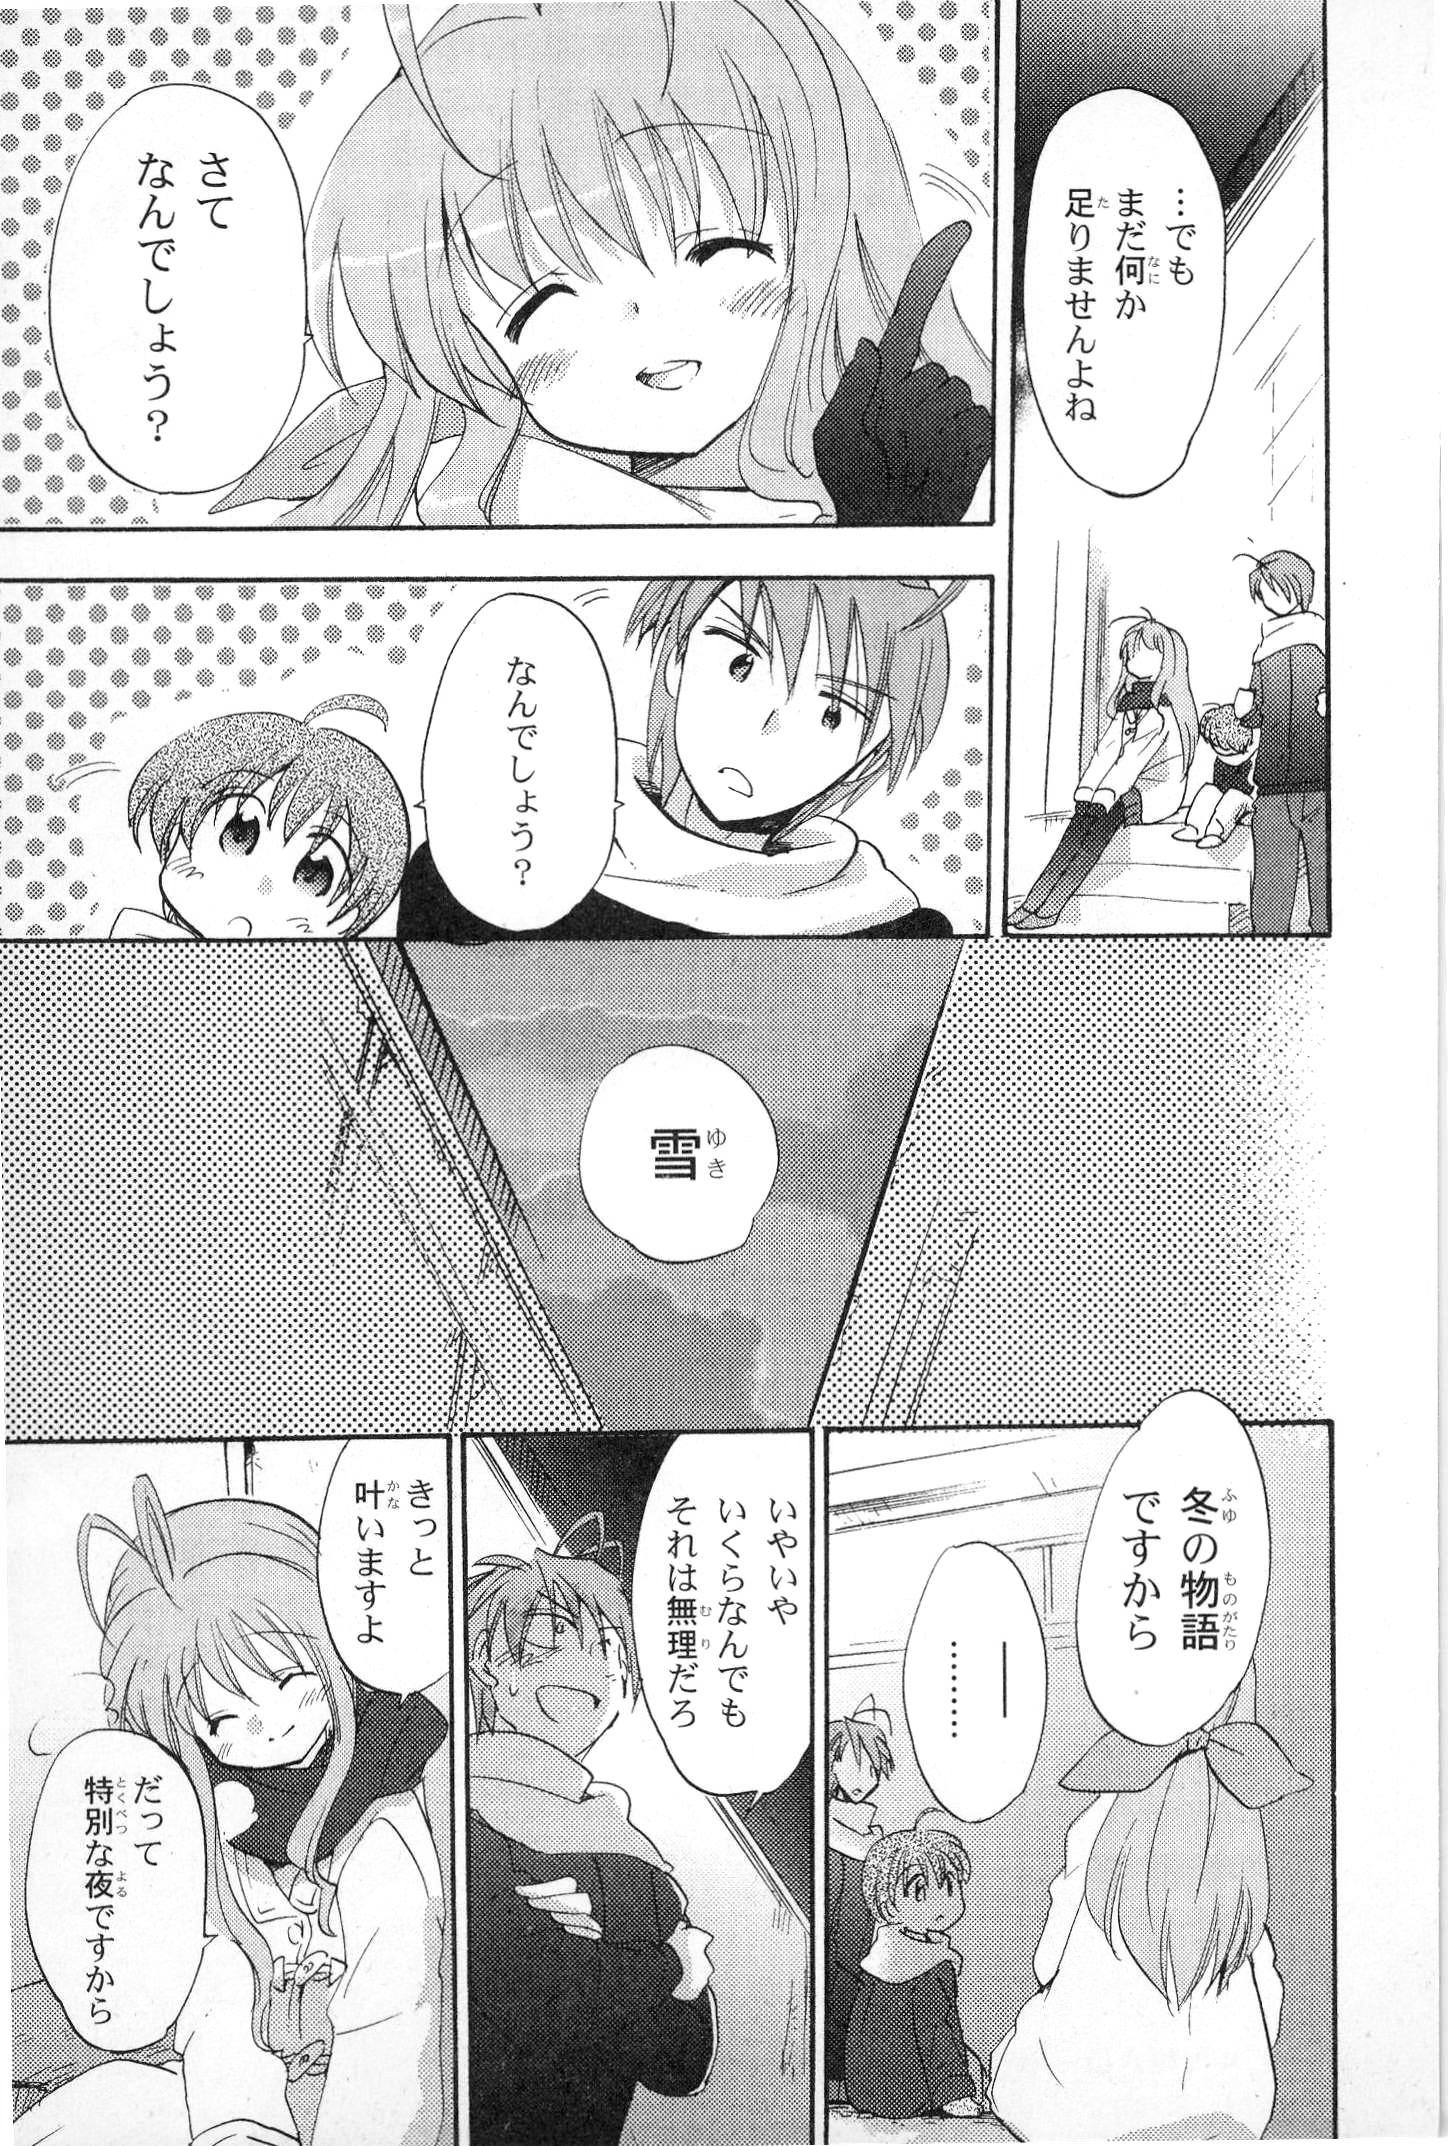 …でも
まだ何か
足りませんよね
さて
なんでしょう？
なんでしょう？
雪
冬の物語
ですから
――
………
いやいや
いくらなんでも
それは無理だろ
きっと
叶いますよ
だって
特別な夜ですから